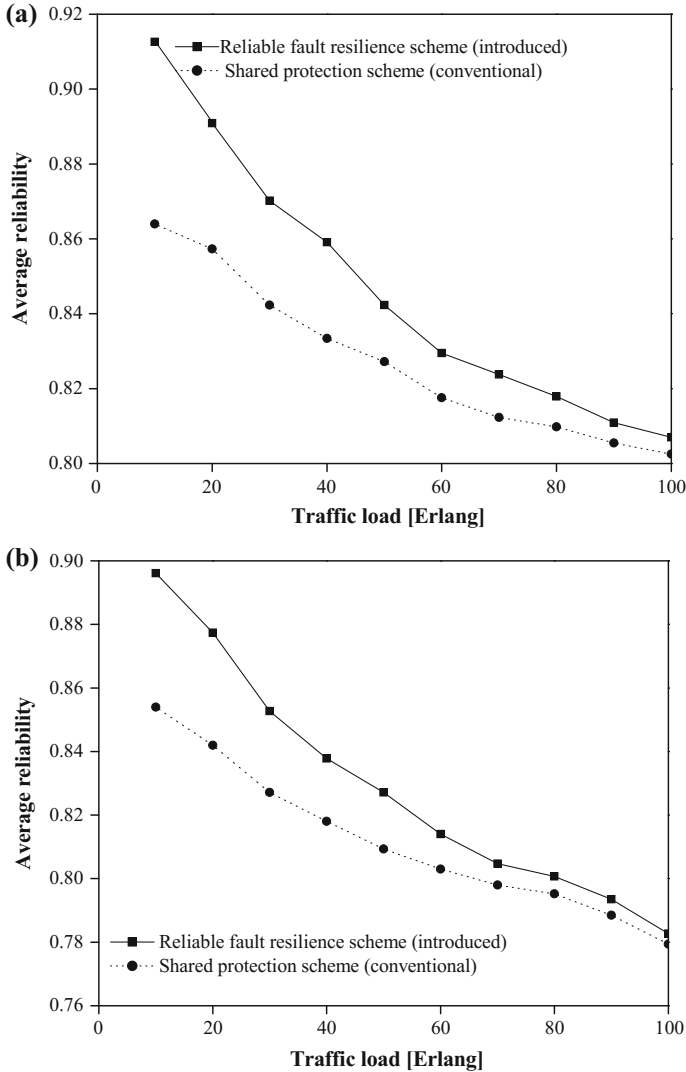 (a)
0.92
0.90
0.88
0.86
0.84
0.82
0.80
Average reliability
Reliable fault resilience scheme (introduced)
Shared protection scheme (conventional)
0 20 40 60 80 100
Traffic load [Erlang]
(b)
0.90
0.88
0.86
0.84
0.82
0.80
0.78
0.76
Average reliability
Reliable fault resilience scheme (introduced)
Shared protection scheme (conventional)
0 20 40 60 80 100
Traffic load [Erlang]